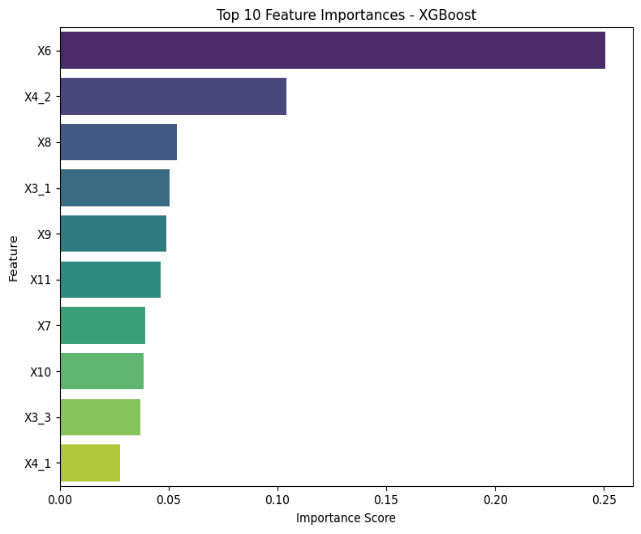 Top 10 Feature Importances - XGBoost
X6
X4_2
X8
X3_1
X9
X11
X7
X10
X3_3
X4_1
Feature
0.00 0.05 0.10 0.15 0.20 0.25
Importance Score